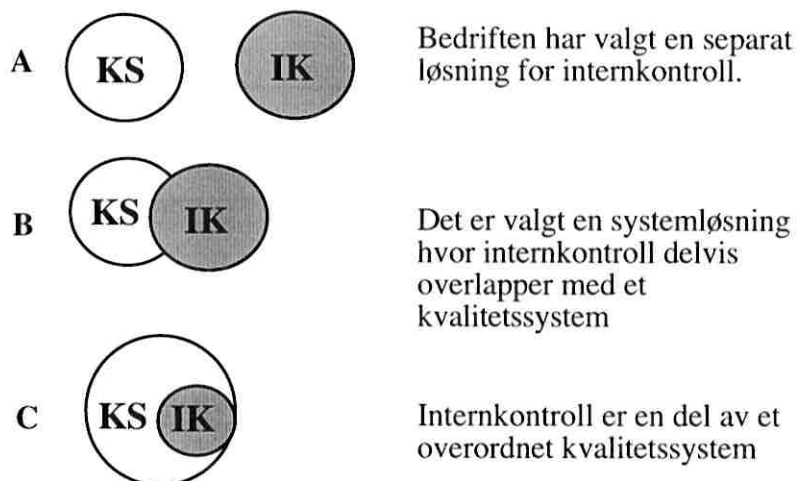 A KS IK Bedriften har valgt en separat
løsning for internkontroll.
B KS IK Det er valgt en systemløsning
hvor internkontroll delvis
overlapper med et
kvalitetssystem
C KS IK Internkontroll er en del av et
overordnet kvalitetssystem